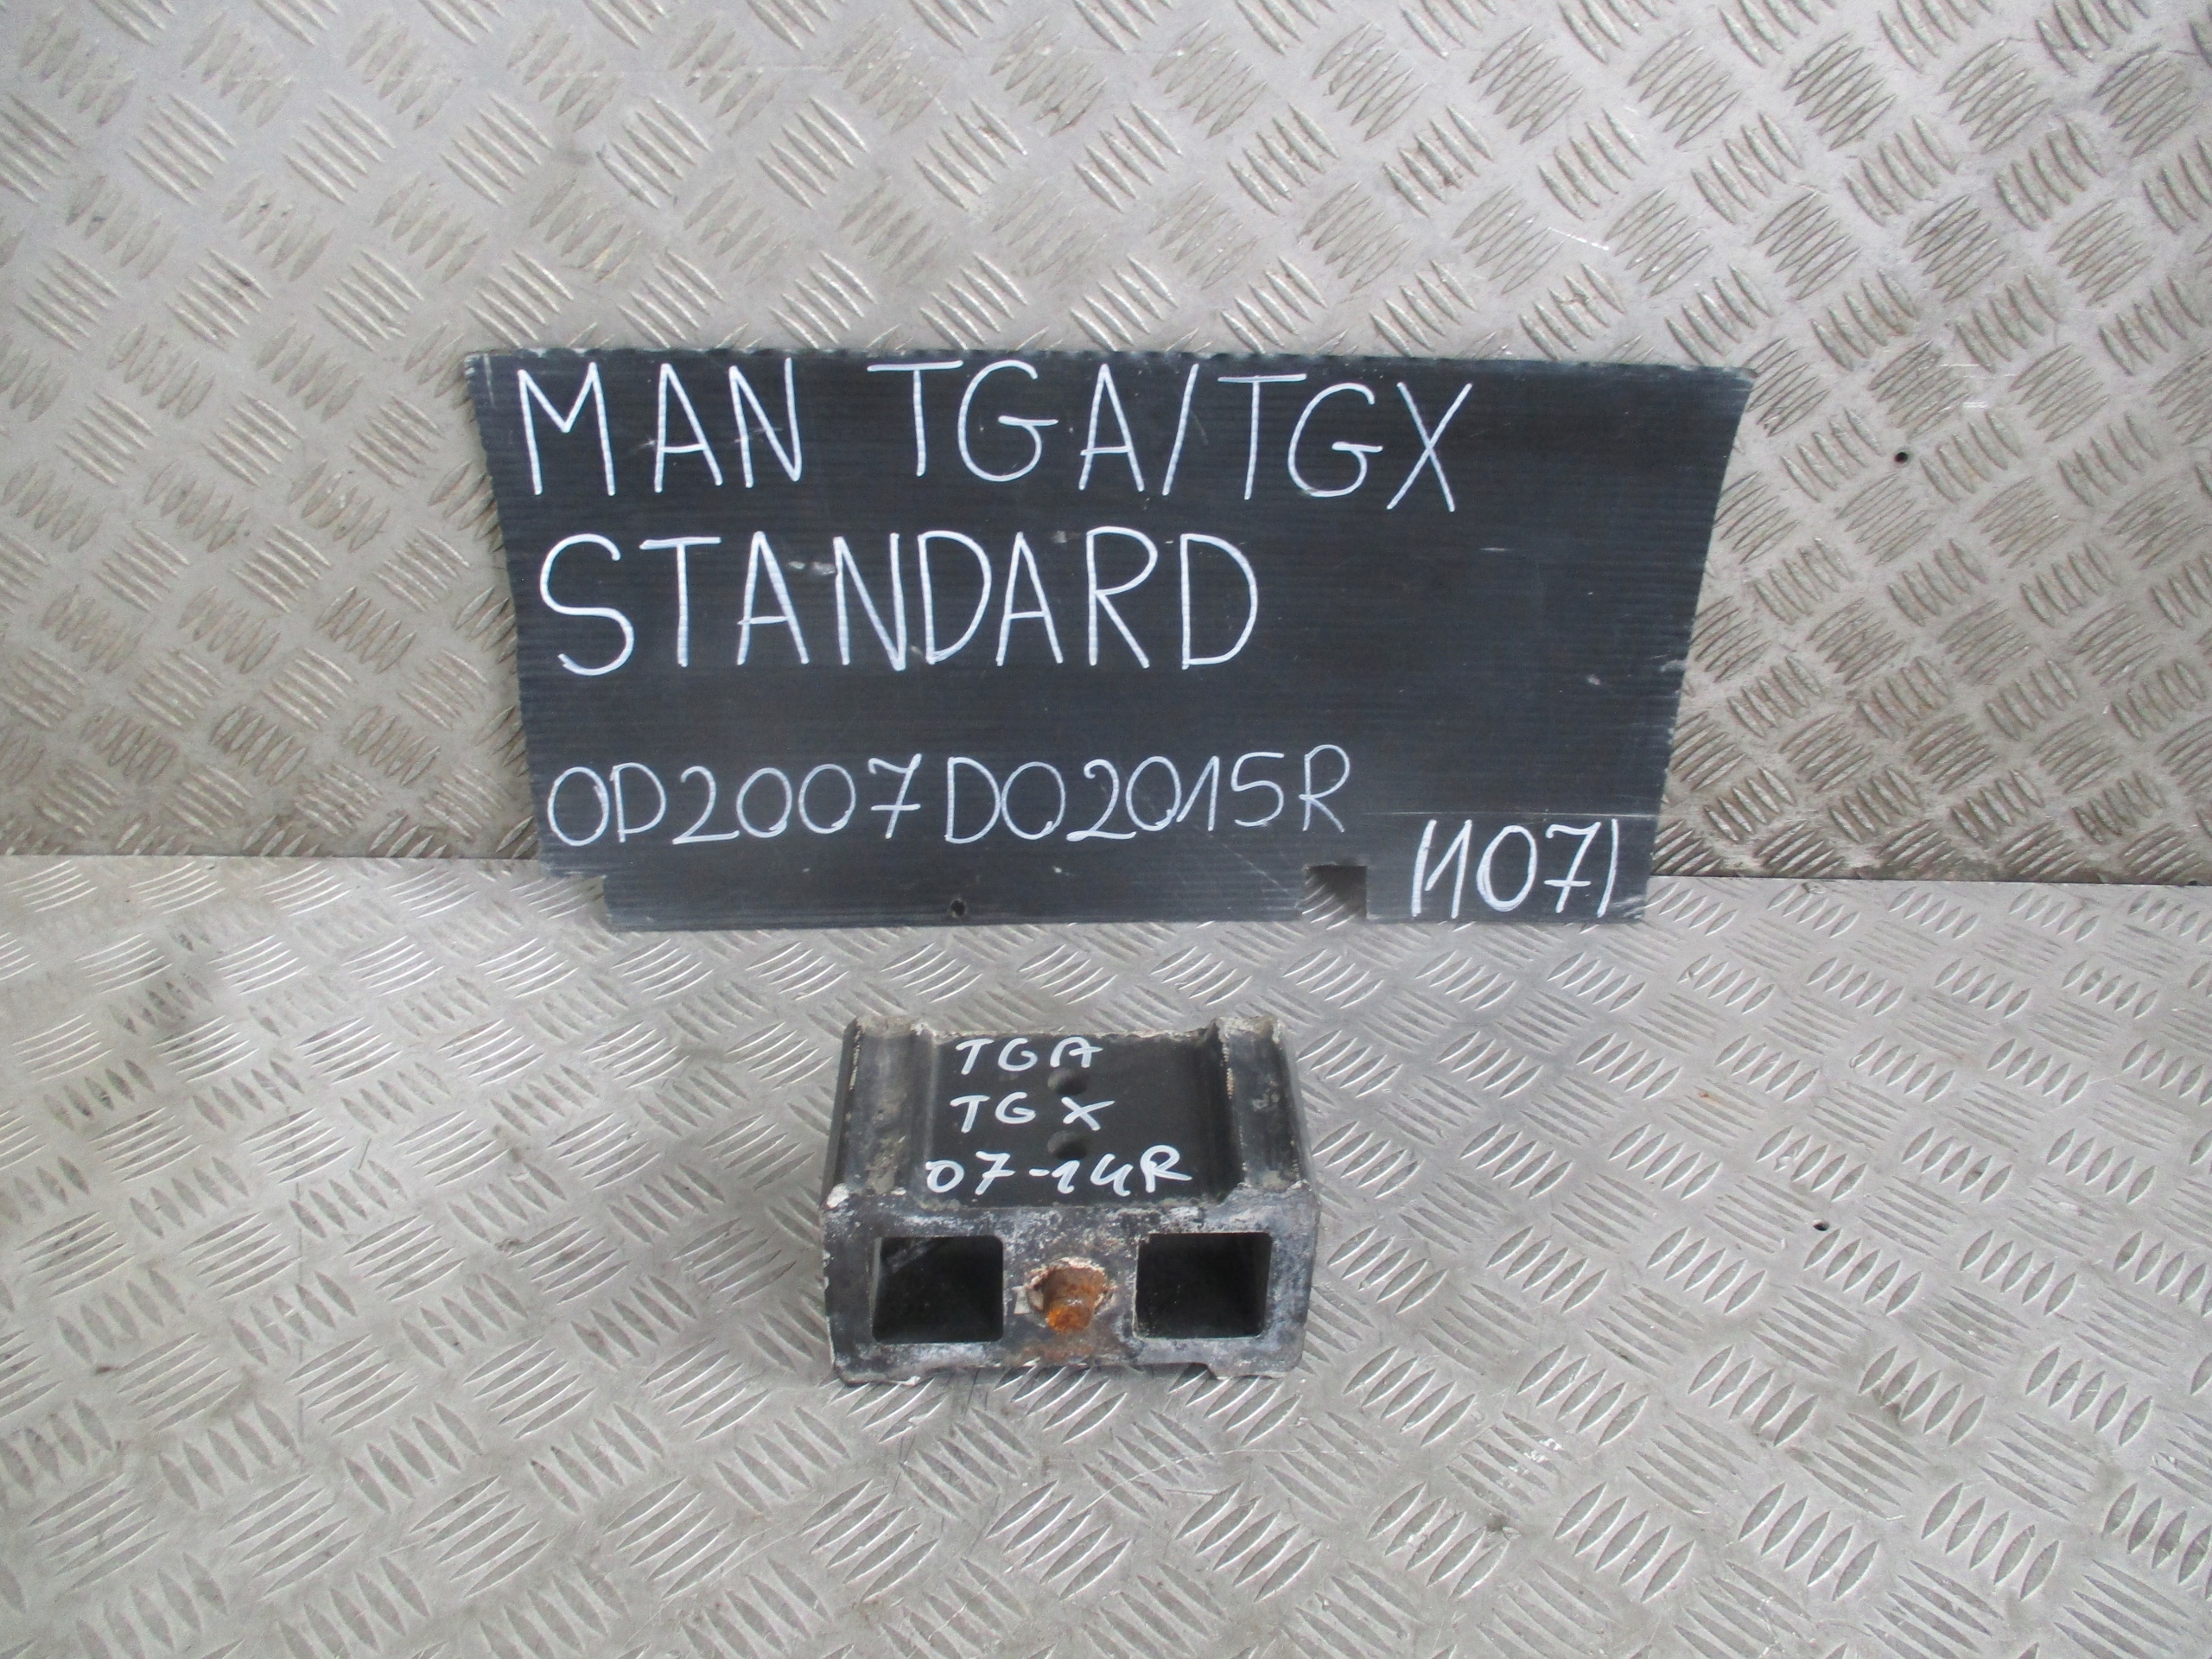 MAN TGA/TGX
STANDARD
OD2007DO2015R
/107/
TGA
TGX
07-14R